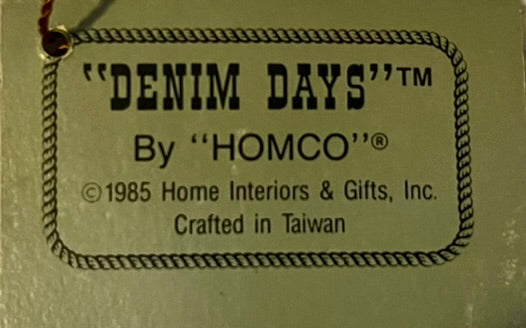 "DENIM DAYS"™
By "HOMCO"®
©1985 Home Interiors & Gifts, Inc.
Crafted in Taiwan